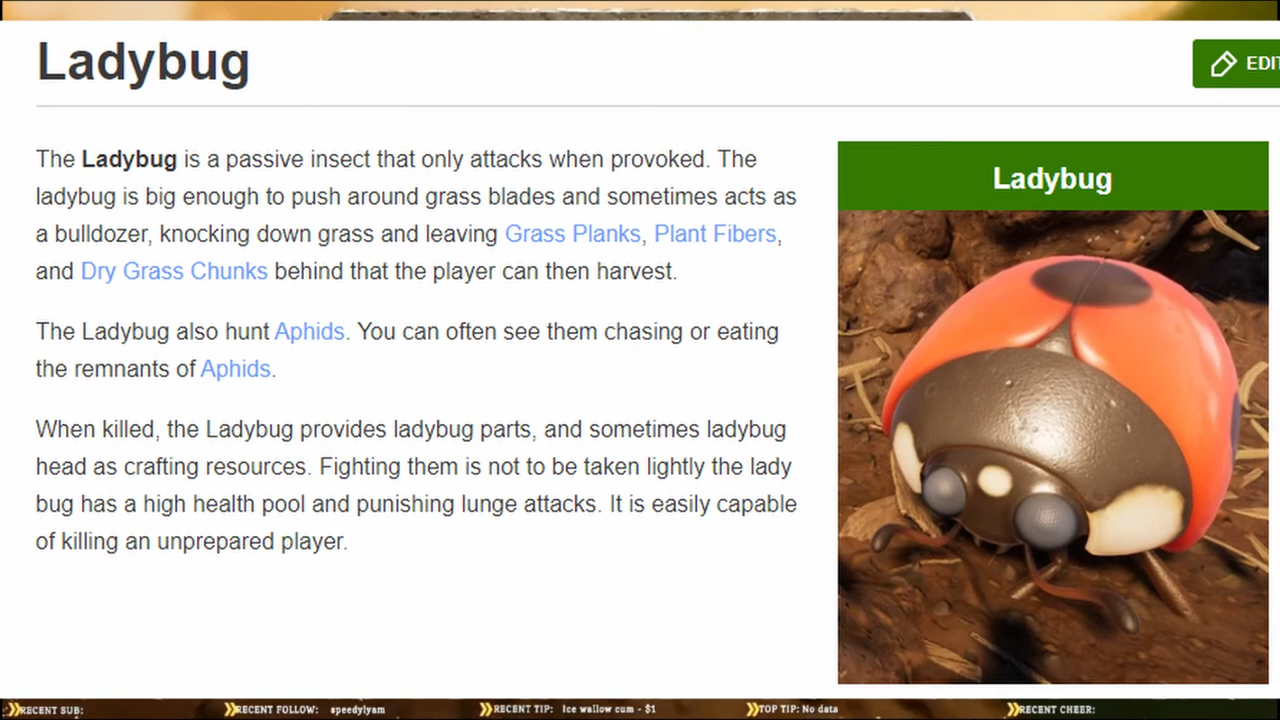 Ladybug
EDIT
The Ladybug is a passive insect that only attacks when provoked. The
ladybug is big enough to push around grass blades and sometimes acts as
a bulldozer, knocking down grass and leaving Grass Planks, Plant Fibers,
and Dry Grass Chunks behind that the player can then harvest.
The Ladybug also hunt Aphids. You can often see them chasing or eating
the remnants of Aphids.
When killed, the Ladybug provides ladybug parts, and sometimes ladybug
head as crafting resources. Fighting them is not to be taken lightly the lady
bug has a high health pool and punishing lunge attacks. It is easily capable
of killing an unprepared player.
Ladybug
RECENT SUB:
RECENT FOLLOW: speedylyam
RECENT TIP: Ice wallow cum - $1
TOP TIP: No data
RECENT CHEER: